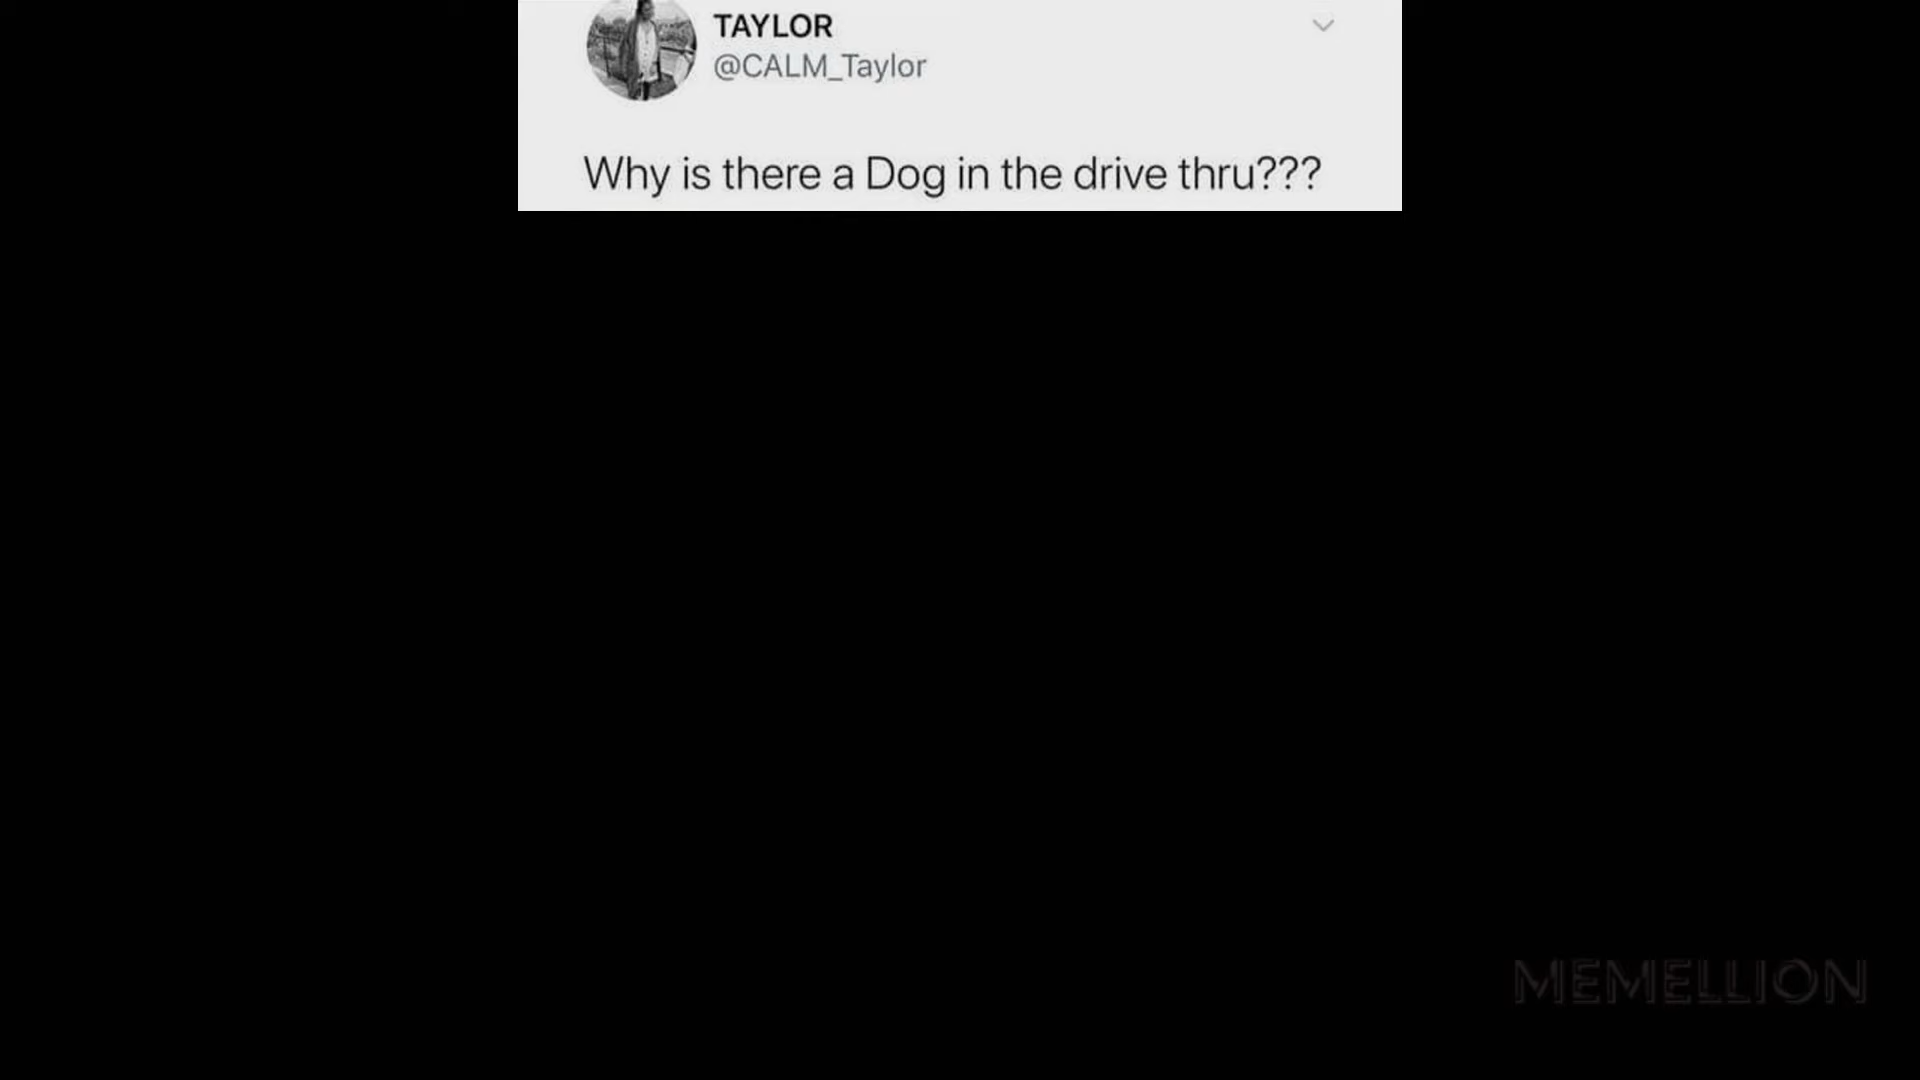 TAYLOR
@CALM_Taylor
Why is there a Dog in the drive thru???
MEMELLION